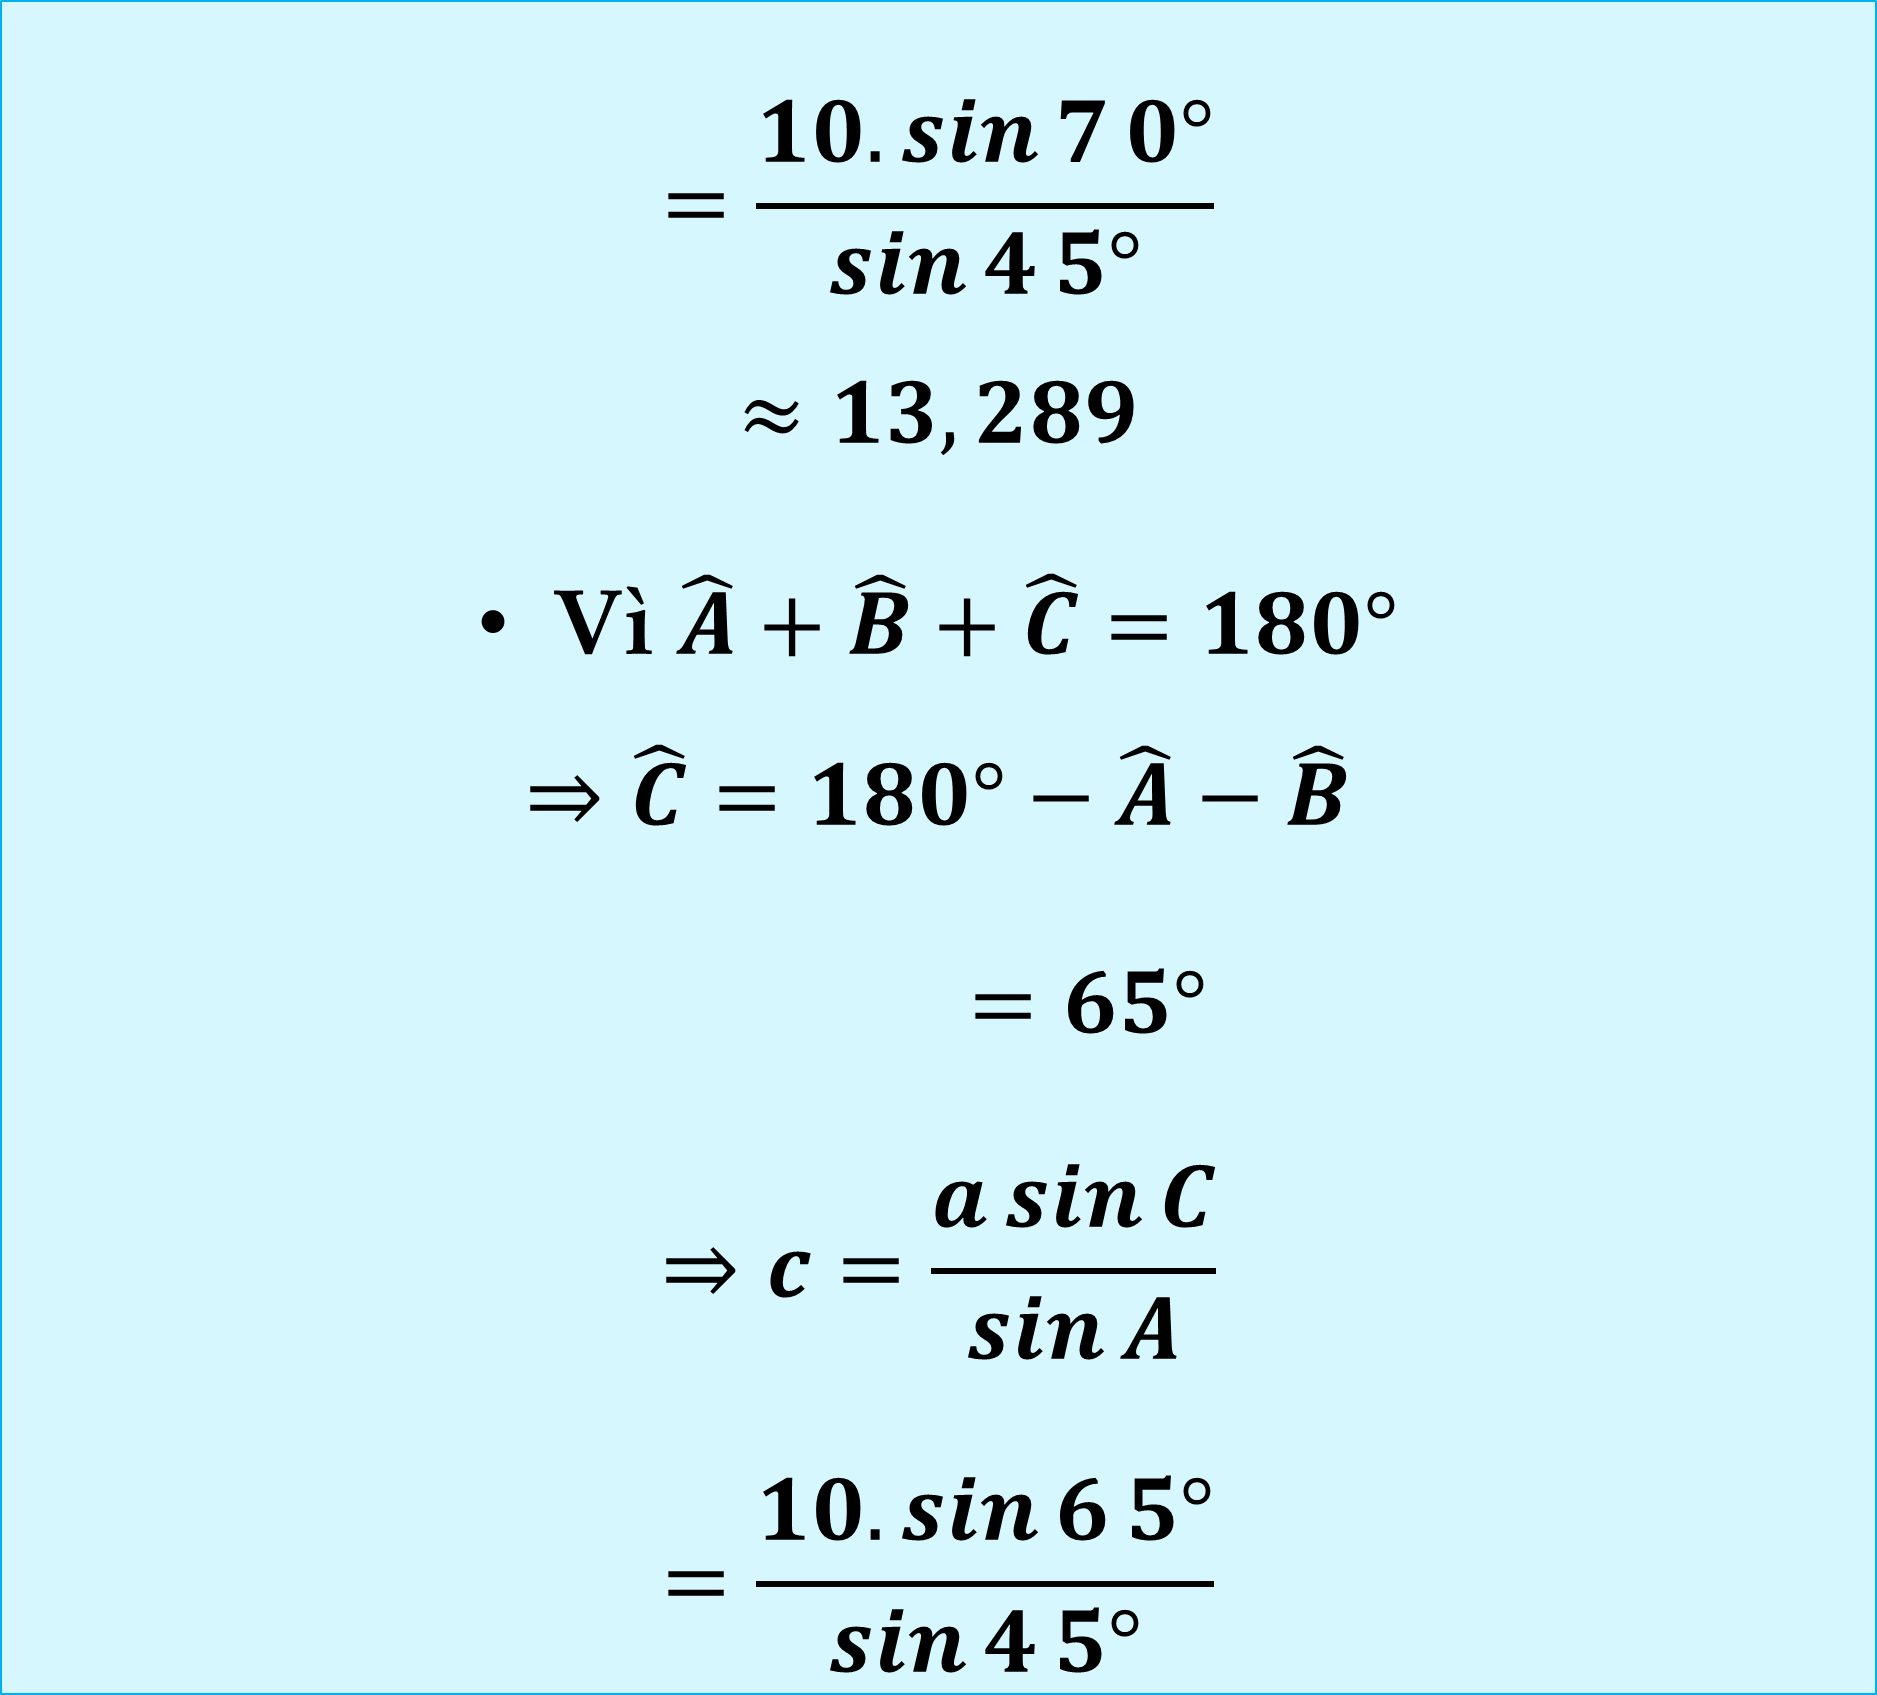 = 10. sin 7 0° / sin 4 5°
≈ 13, 289
• Vì Â + B̂ + Ĉ = 180°
⇒ Ĉ = 180° − Â − B̂
= 65°
⇒ c = a sin C / sin A
= 10. sin 6 5° / sin 4 5°